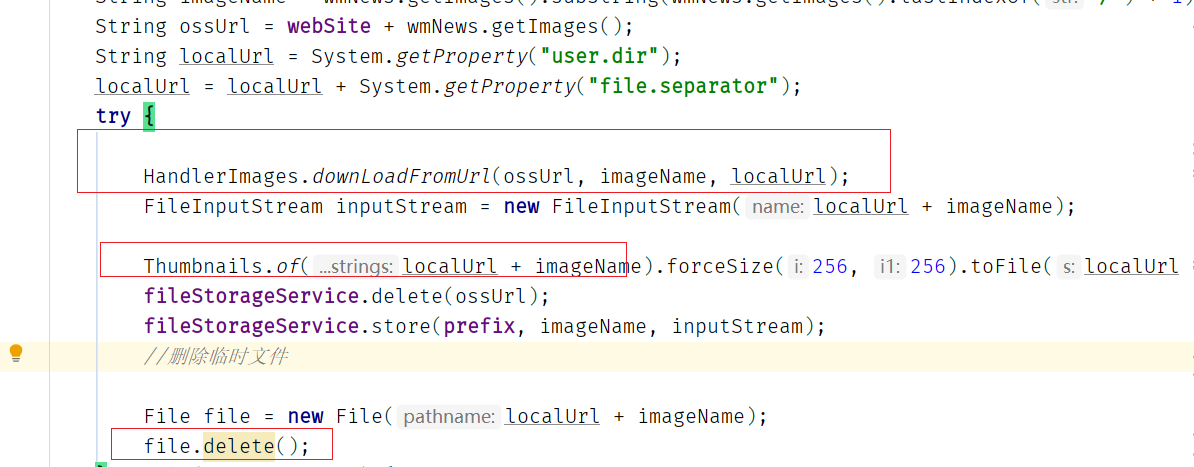 String imageName = wmNews.getImages().substring(wmNews.getImages().lastIndexOf( str: "/") + 1)
String ossUrl = webSite + wmNews.getImages();
String localUrl = System.getProperty("user.dir");
localUrl = localUrl + System.getProperty("file.separator");
try {
HandlerImages.downLoadFromUrl(ossUrl, imageName, localUrl);
FileInputStream inputStream = new FileInputStream( name: localUrl + imageName);
Thumbnails.of( ...strings: localUrl + imageName).forceSize( i: 256, i1: 256).toFile( s: localUrl
fileStorageService.delete(ossUrl);
fileStorageService.store(prefix, imageName, inputStream);
//删除临时文件
File file = new File( pathname: localUrl + imageName);
file.delete();